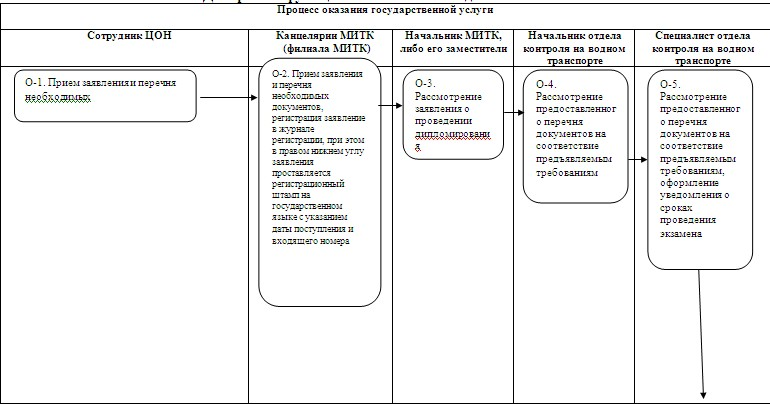 Процесс оказания государственной услуги
Сотрудник ЦОН
Канцелярии МИТК
(филиала МИТК)
Начальник МИТК,
либо его заместители
Начальник отдела
контроля на водном
транспорте
Специалист отдела
контроля на водном
транспорте
О-1. Прием заявления и перечня
необходимых
О-2. Прием заявления
и перечня
необходимых
документов,
регистрация заявление
в журнале
регистрации, при этом
в правом нижнем углу
заявления
проставляется
регистрационный
штамп на
государственном
языке с указанием
даты поступления и
входящего номера
О-3.
Рассмотрение
заявления о
проведении
дипломировани
я
О-4.
Рассмотрение
предоставленног
о перечня
документов на
соответствие
предъявляемым
требованиям
О-5.
Рассмотрение
предоставленног
о перечня
документов на
соответствие
предъявляемым
требованиям,
оформление
уведомления о
сроках
проведения
экзамена